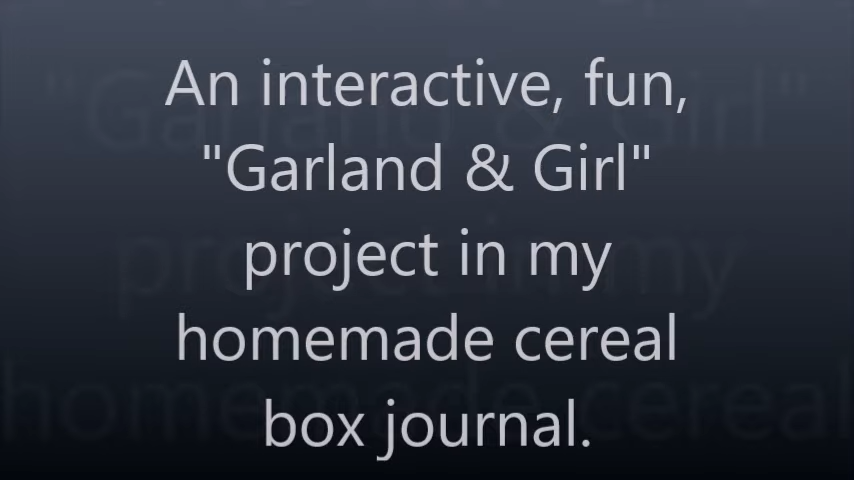 An interactive, fun,
"Garland & Girl"
project in my
homemade cereal
box journal.